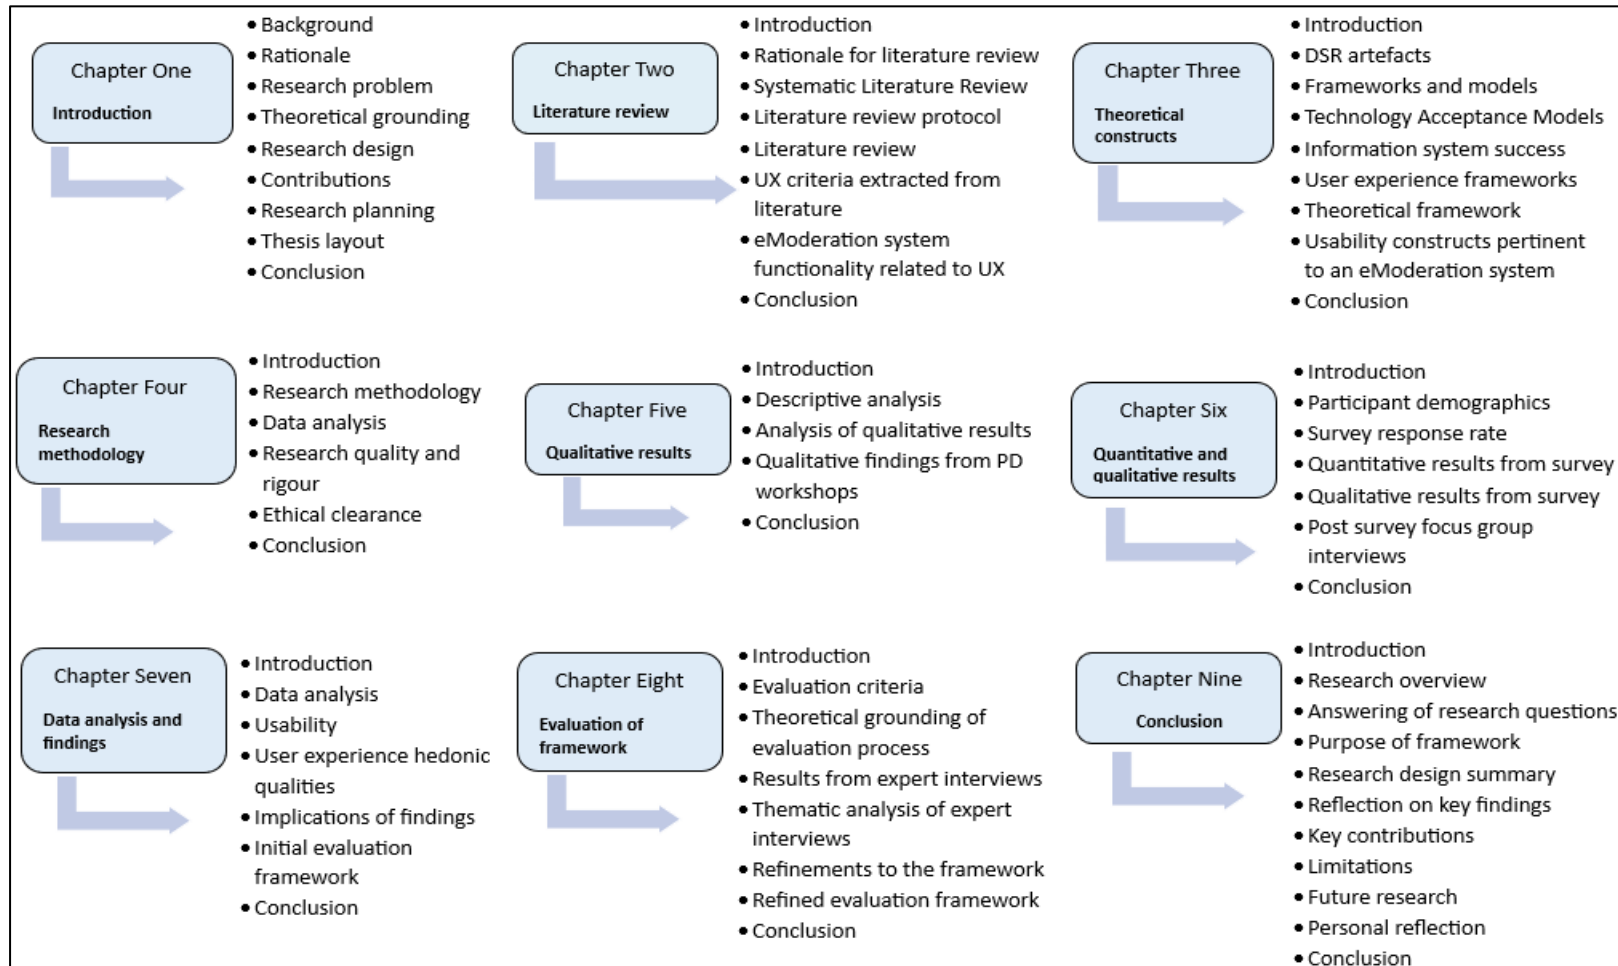 Chapter One
Introduction
• Background
• Rationale
• Research problem
• Theoretical grounding
• Research design
• Contributions
• Research planning
• Thesis layout
• Conclusion
Chapter Two
Literature review
• Introduction
• Rationale for literature review
• Systematic Literature Review
• Literature review protocol
• Literature review
• UX criteria extracted from
literature
• eModeration system
functionality related to UX
• Conclusion
Chapter Three
Theoretical
constructs
• Introduction
• DSR artefacts
• Frameworks and models
• Technology Acceptance Models
• Information system success
• User experience frameworks
• Theoretical framework
• Usability constructs pertinent
to an eModeration system
• Conclusion
Chapter Four
Research
methodology
• Introduction
• Research methodology
• Data analysis
• Research quality and
rigour
• Ethical clearance
• Conclusion
Chapter Five
Qualitative results
• Introduction
• Descriptive analysis
• Analysis of qualitative results
• Qualitative findings from PD
workshops
• Conclusion
Chapter Six
Quantitative and
qualitative results
• Introduction
• Participant demographics
• Survey response rate
• Quantitative results from survey
• Qualitative results from survey
• Post survey focus group
interviews
• Conclusion
Chapter Seven
Data analysis and
findings
• Introduction
• Data analysis
• Usability
• User experience hedonic
qualities
• Implications of findings
• Initial evaluation
framework
• Conclusion
Chapter Eight
Evaluation of
framework
• Introduction
• Evaluation criteria
• Theoretical grounding of
evaluation process
• Results from expert interviews
• Thematic analysis of expert
interviews
• Refinements to the framework
• Refined evaluation framework
• Conclusion
Chapter Nine
Conclusion
• Introduction
• Research overview
• Answering of research questions
• Purpose of framework
• Research design summary
• Reflection on key findings
• Key contributions
• Limitations
• Future research
• Personal reflection
• Conclusion